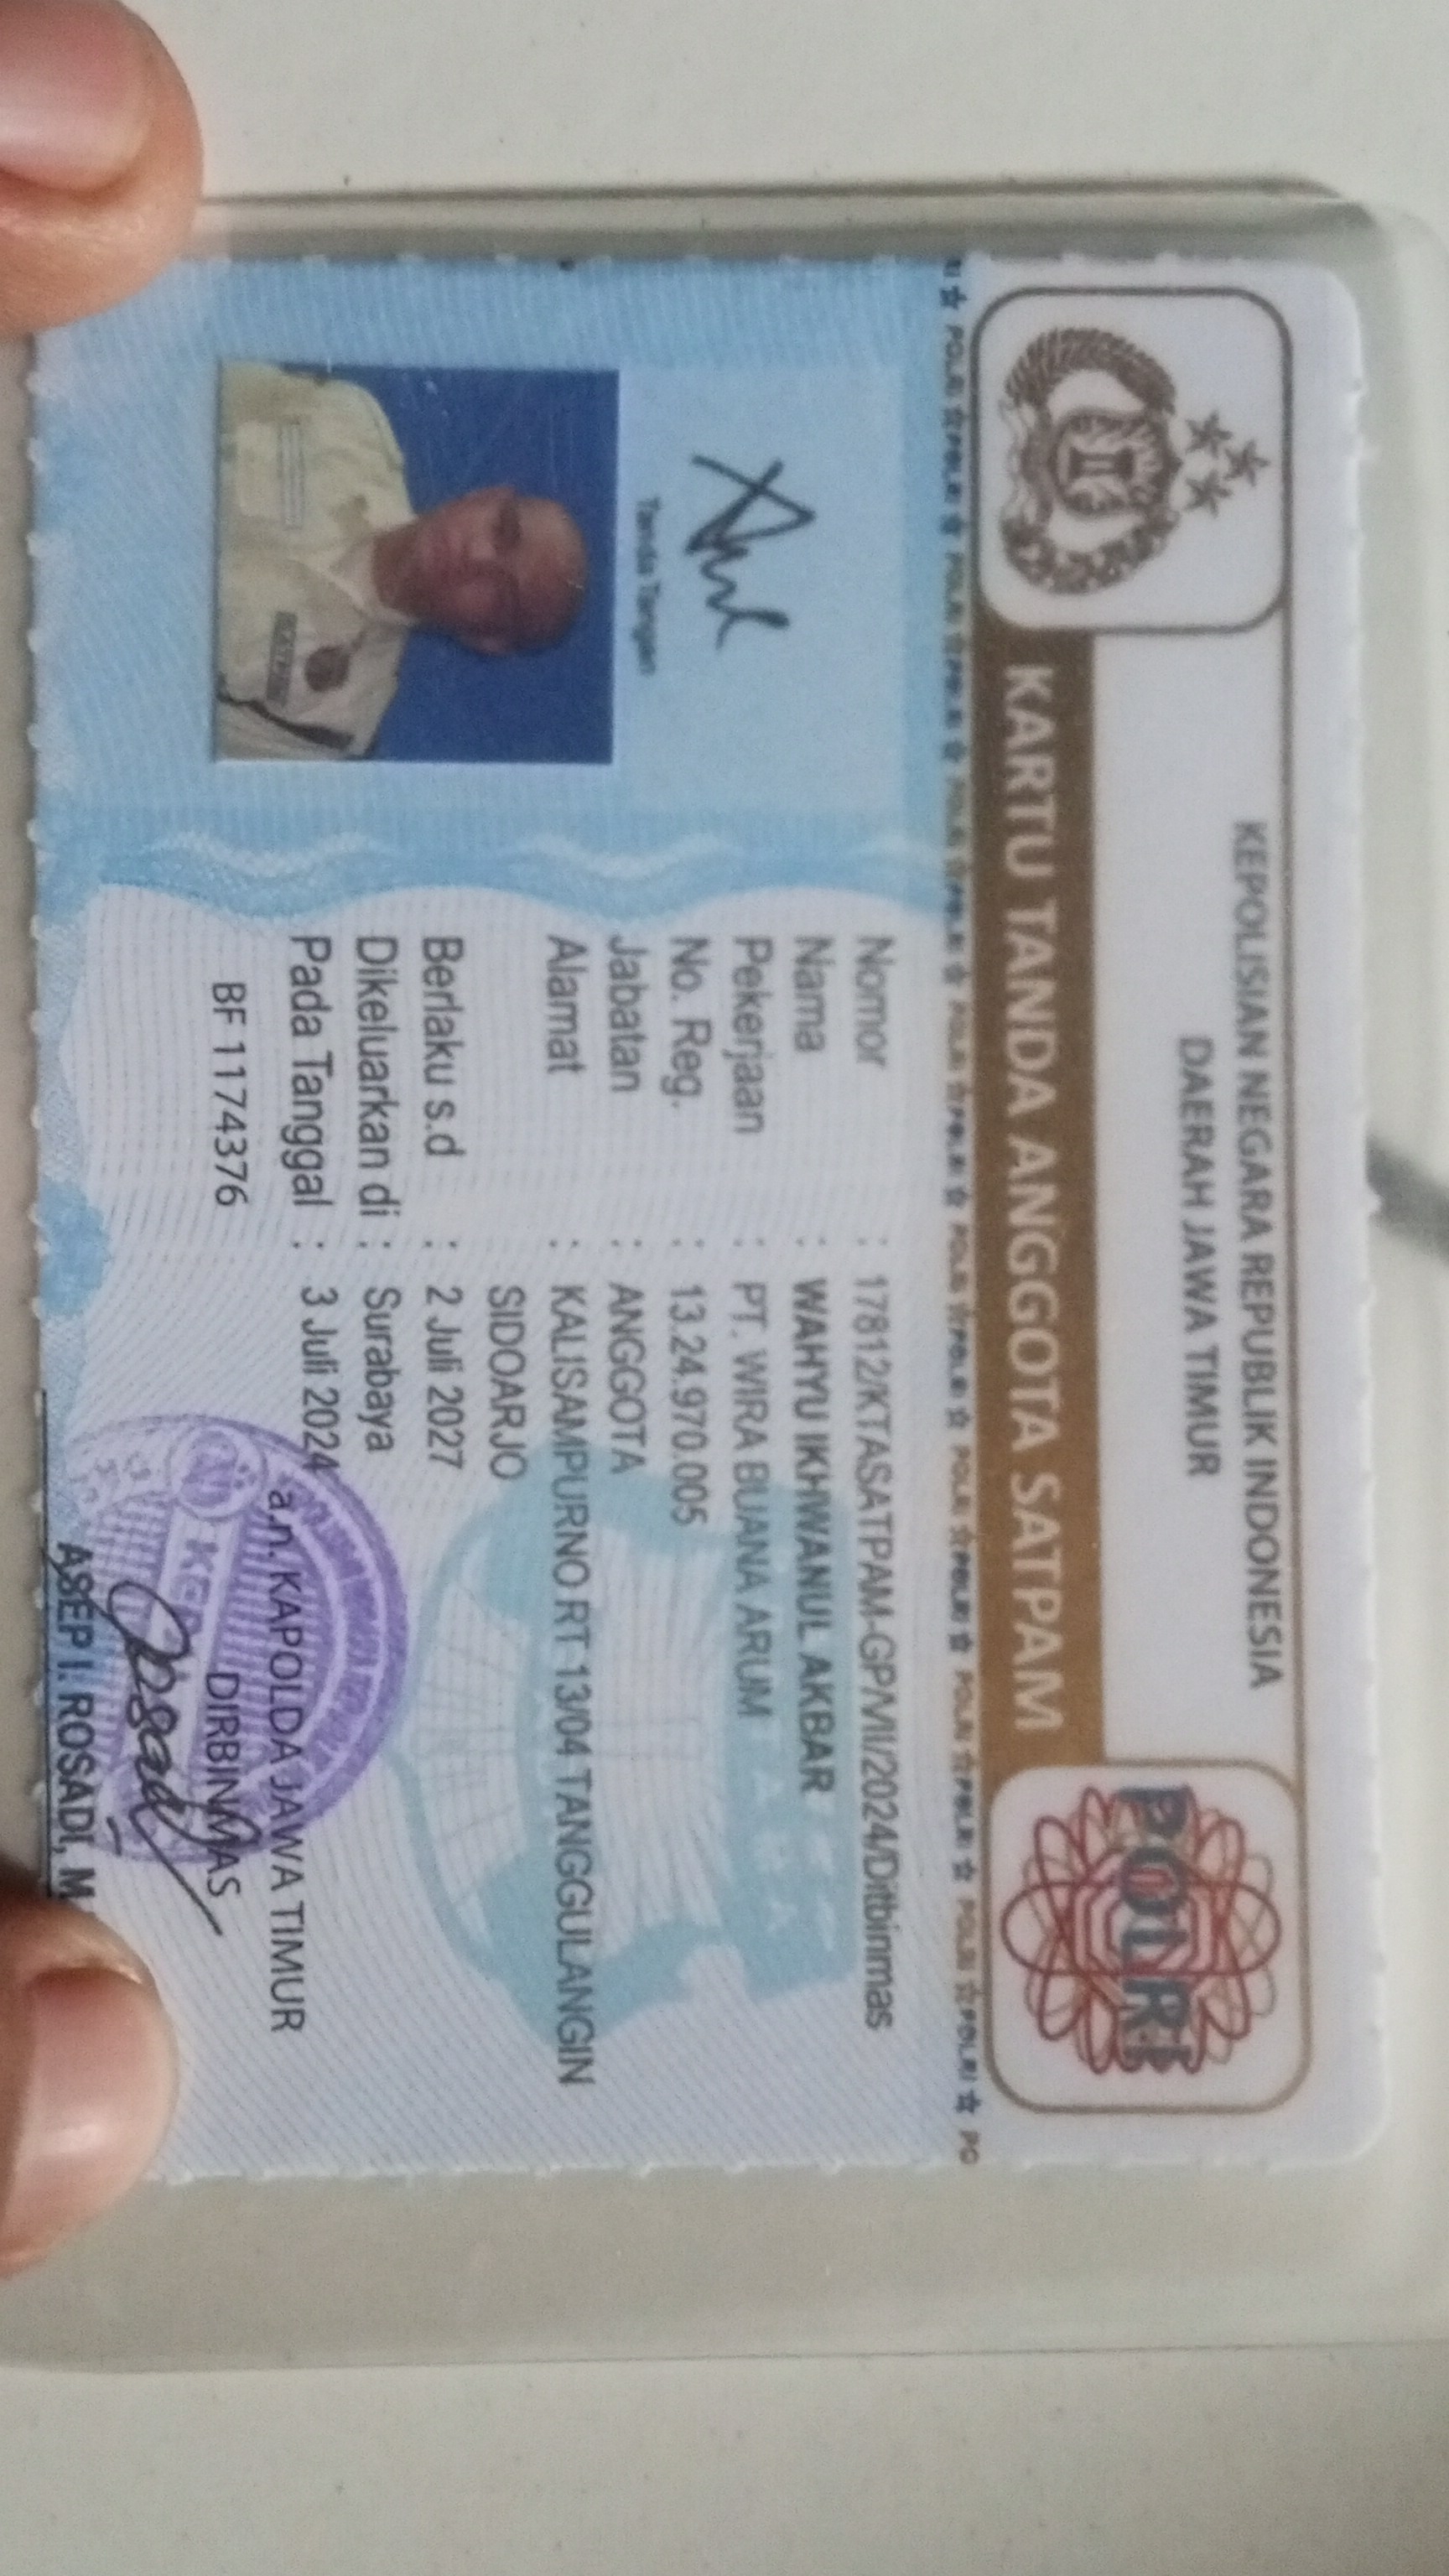 KEPOLISIAN NEGARA REPUBLIK INDONESIA
DAERAH JAWA TIMUR
POLRI
KARTU TANDA ANGGOTA SATPAM
Nomor : 17812/KTASATPAM-GP/VII/2024/Ditbinmas
Nama : WAHYU IKHWANUL AKBAR
Pekerjaan : PT. WIRA BUANA ARUM
No. Reg. : 13.24.970.005
Jabatan : ANGGOTA
Alamat : KALISAMPURNO RT 13/04 TANGGULANGIN
SIDOARJO
Berlaku s.d : 2 Juli 2027
Dikeluarkan di : Surabaya
Pada Tanggal : 3 Juli 2024
BF 1174376
Tanda Tangan
a.n. KAPOLDA JAWA TIMUR
DIRBINMAS
ASEP I. ROSADI, M